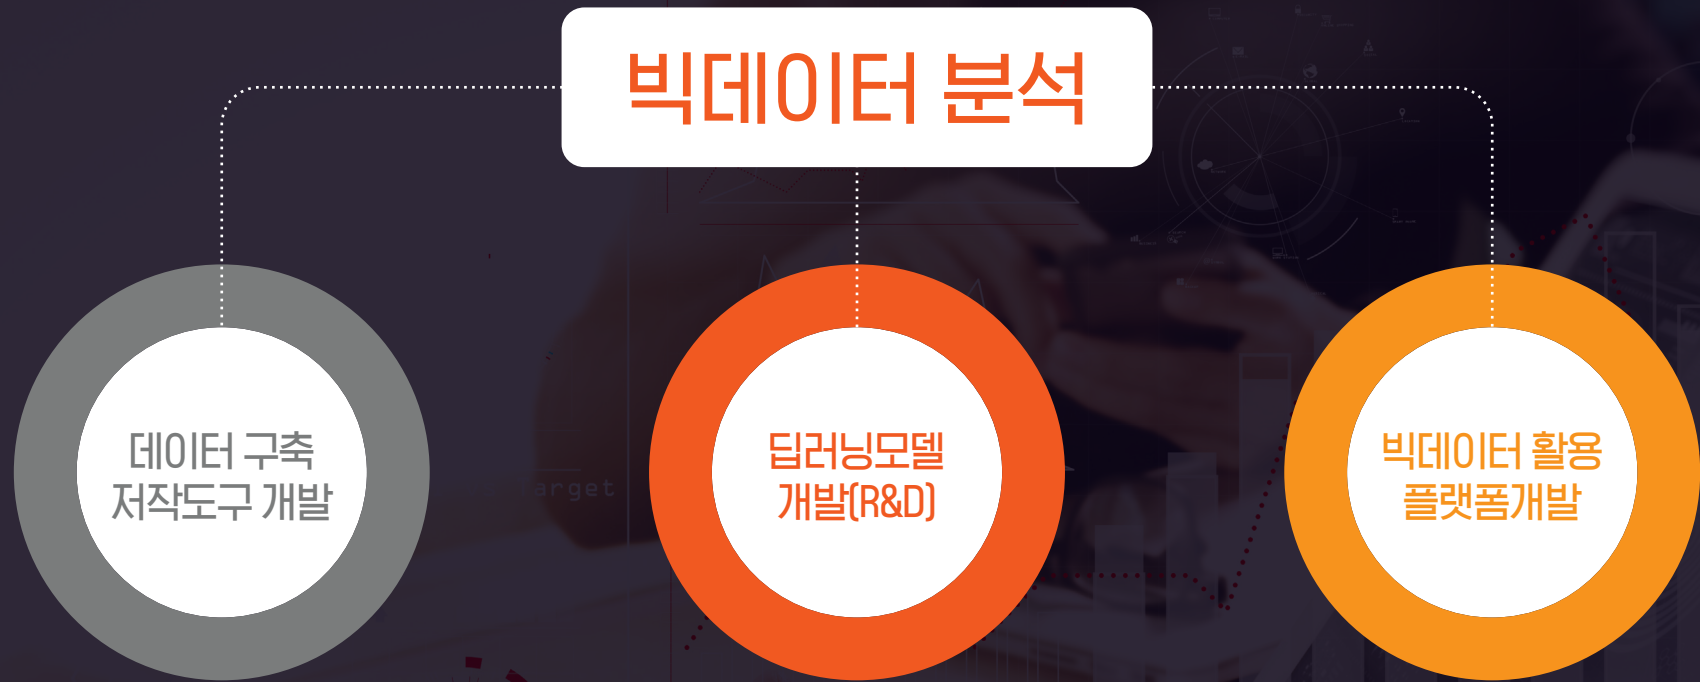 빅데이터 분석
데이터 구축
저작도구 개발
딥러닝모델
개발(R&D)
빅데이터 활용
플랫폼개발
arget